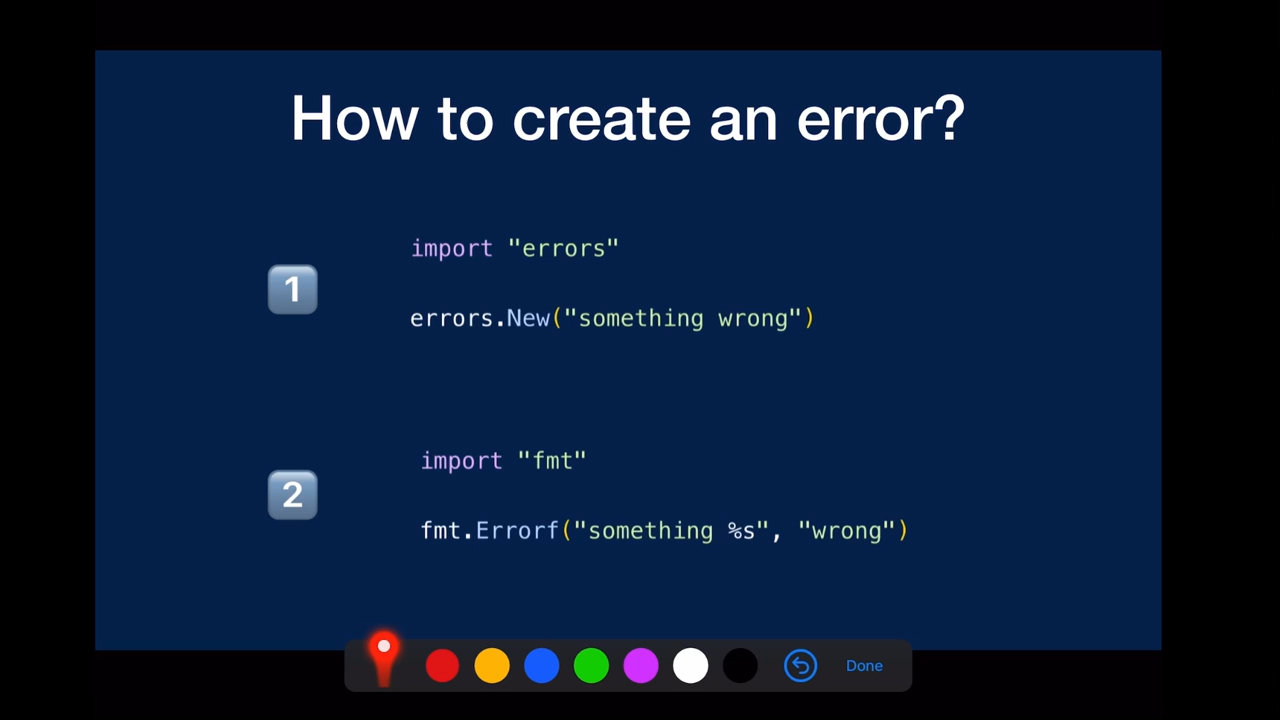 How to create an error?
1
import "errors"
errors.New("something wrong")
2
import "fmt"
fmt.Errorf("something %s", "wrong")
Done